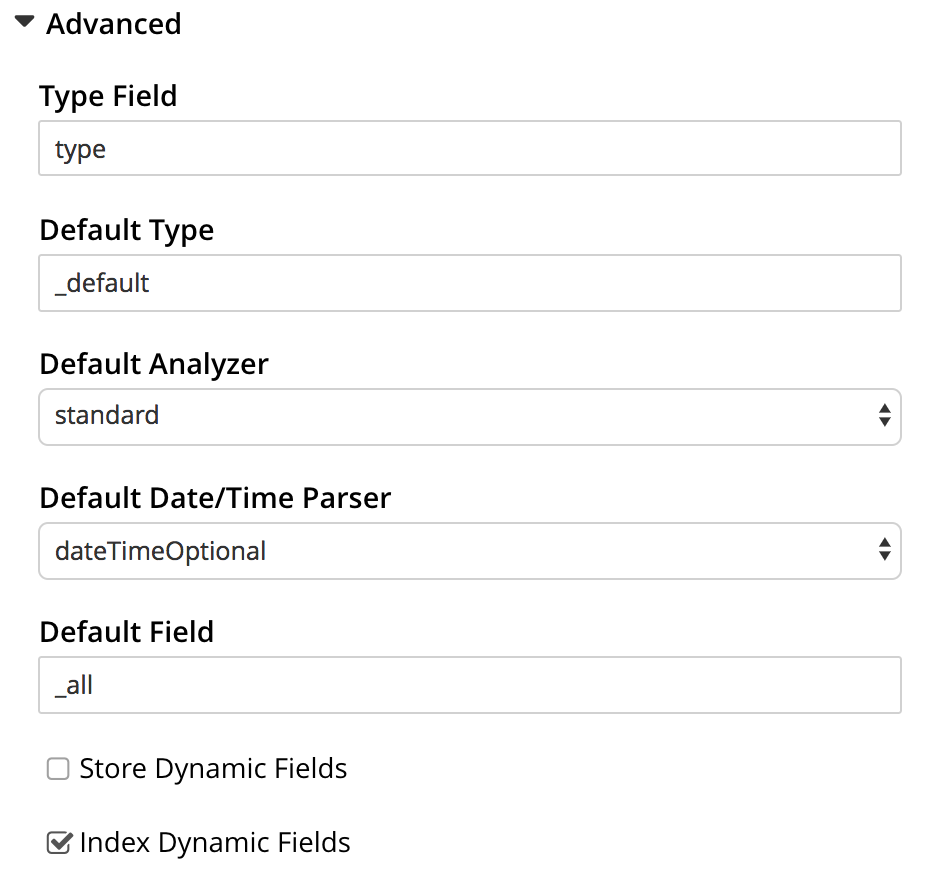 Advanced
Type Field
type
Default Type
_default
Default Analyzer
standard
Default Date/Time Parser
dateTimeOptional
Default Field
_all
Store Dynamic Fields
Index Dynamic Fields